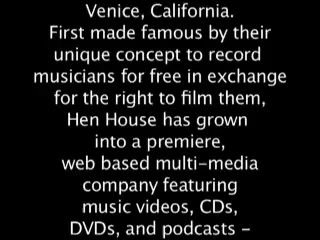 Venice, California.
First made famous by their
unique concept to record
musicians for free in exchange
for the right to film them,
Hen House has grown
into a premiere,
web based multi-media
company featuring
music videos, CDs,
DVDs, and podcasts -